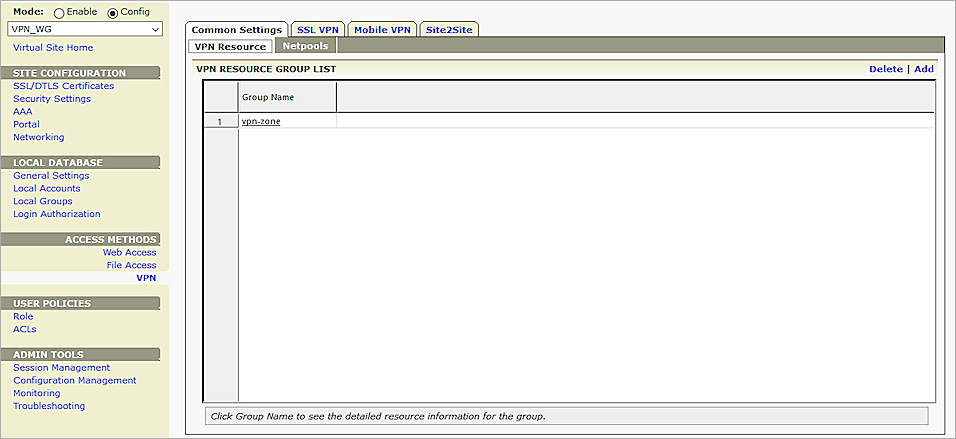 Mode: Enable Config
VPN_WG
Virtual Site Home
SITE CONFIGURATION
SSL/DTLS Certificates
Security Settings
AAA
Portal
Networking
LOCAL DATABASE
General Settings
Local Accounts
Local Groups
Login Authorization
ACCESS METHODS
Web Access
File Access
VPN
USER POLICIES
Role
ACLs
ADMIN TOOLS
Session Management
Configuration Management
Monitoring
Troubleshooting
Common Settings SSL VPN Mobile VPN Site2Site
VPN Resource Netpools
VPN RESOURCE GROUP LIST Delete | Add
Group Name
1 vpn-zone
Click Group Name to see the detailed resource information for the group.